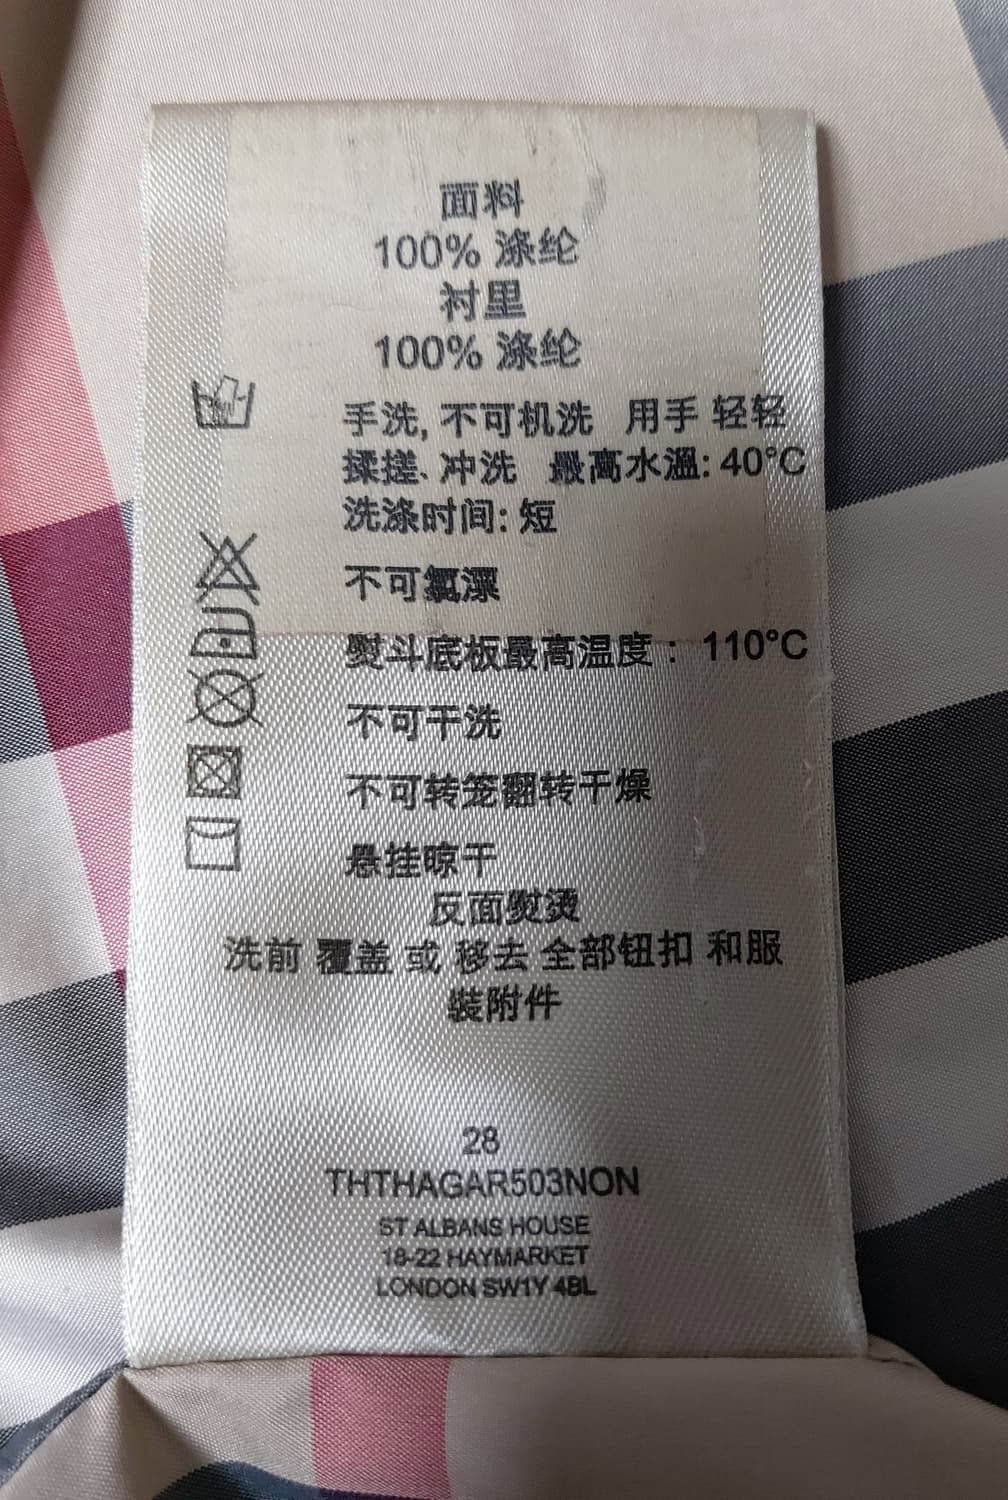 面料
100% 涤纶
衬里
100% 涤纶
手洗, 不可机洗 用手 轻轻
揉搓、冲洗 最高水溫: 40°C
洗涤时间: 短
不可氯漂
熨斗底板最高温度： 110°C
不可干洗
不可转笼翻转干燥
悬挂晾干
反面熨烫
洗前 覆盖 或 移去 全部钮扣 和服
裝附件
28
THTHAGAR503NON
ST ALBANS HOUSE
18-22 HAYMARKET
LONDON SW1Y 4BL